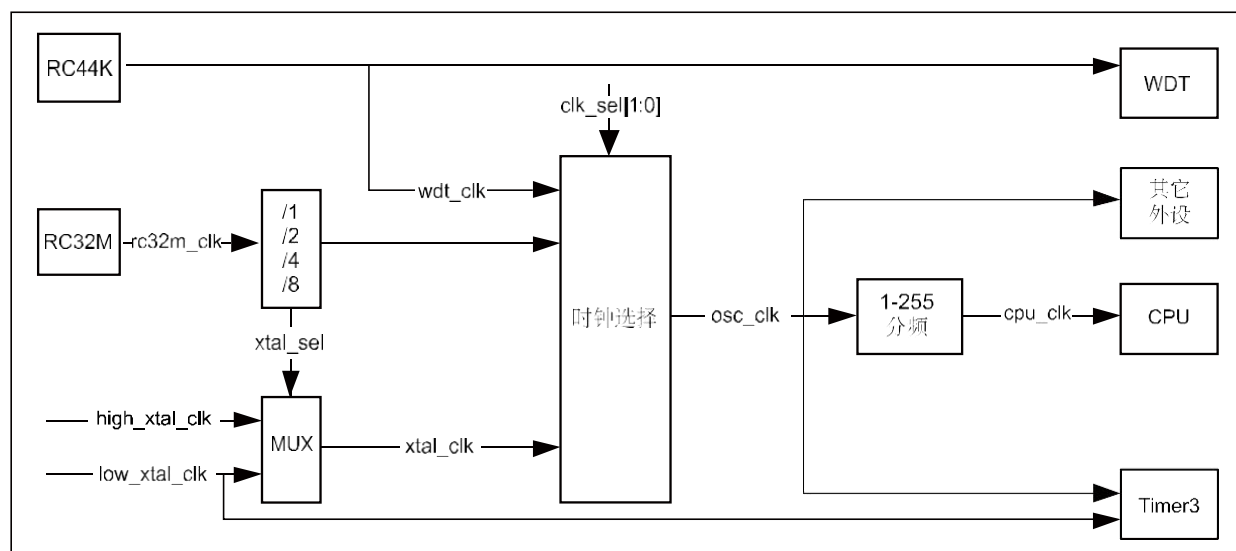 RC44K
WDT
clk_sel[1:0]
wdt_clk
其它
外设
RC32M
rc32m_clk
/1
/2
/4
/8
时钟选择
osc_clk
1-255
分频
cpu_clk
CPU
xtal_sel
high_xtal_clk
MUX
xtal_clk
low_xtal_clk
Timer3